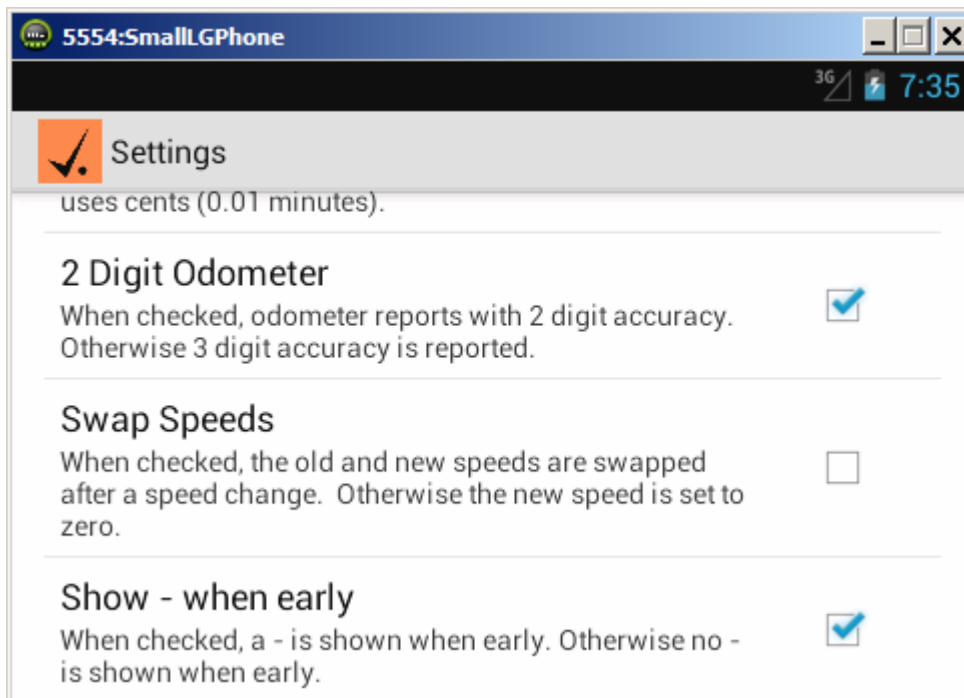 5554:SmallLGPhone
3G 7:35
Settings
uses cents (0.01 minutes).
2 Digit Odometer
When checked, odometer reports with 2 digit accuracy.
Otherwise 3 digit accuracy is reported.
Swap Speeds
When checked, the old and new speeds are swapped
after a speed change.  Otherwise the new speed is set to
zero.
Show - when early
When checked, a - is shown when early. Otherwise no -
is shown when early.